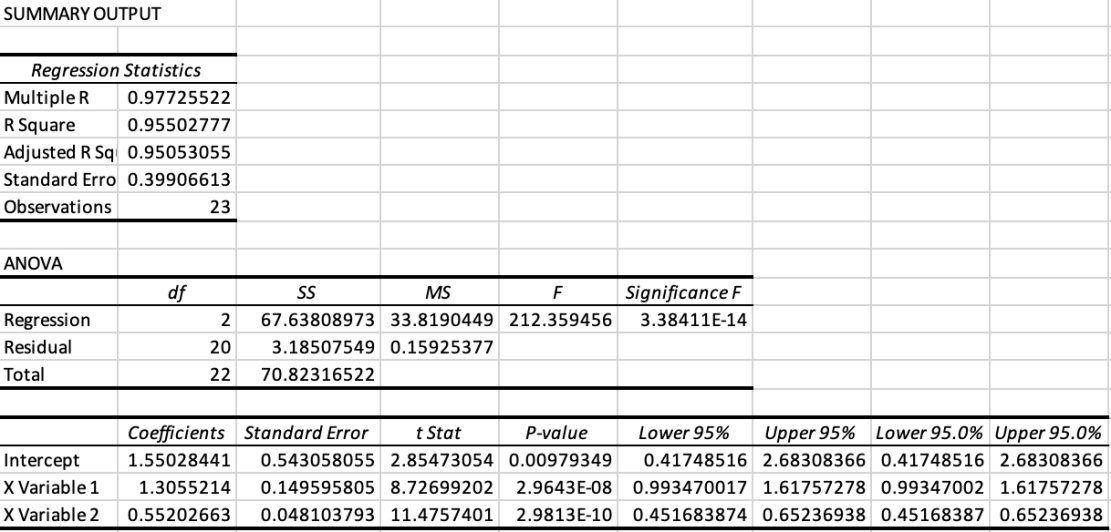 SUMMARY OUTPUT
Regression Statistics
Multiple R 0.97725522
R Square 0.95502777
Adjusted R Sq 0.95053055
Standard Erro 0.39906613
Observations 23
ANOVA
df SS MS F Significance F
Regression 2 67.63808973 33.8190449 212.359456 3.38411E-14
Residual 20 3.18507549 0.15925377
Total 22 70.82316522
Coefficients Standard Error t Stat P-value Lower 95% Upper 95% Lower 95.0% Upper 95.0%
Intercept 1.55028441 0.543058055 2.85473054 0.00979349 0.41748516 2.68308366 0.41748516 2.68308366
X Variable 1 1.3055214 0.149595805 8.72699202 2.9643E-08 0.993470017 1.61757278 0.99347002 1.61757278
X Variable 2 0.55202663 0.048103793 11.4757401 2.9813E-10 0.451683874 0.65236938 0.45168387 0.65236938